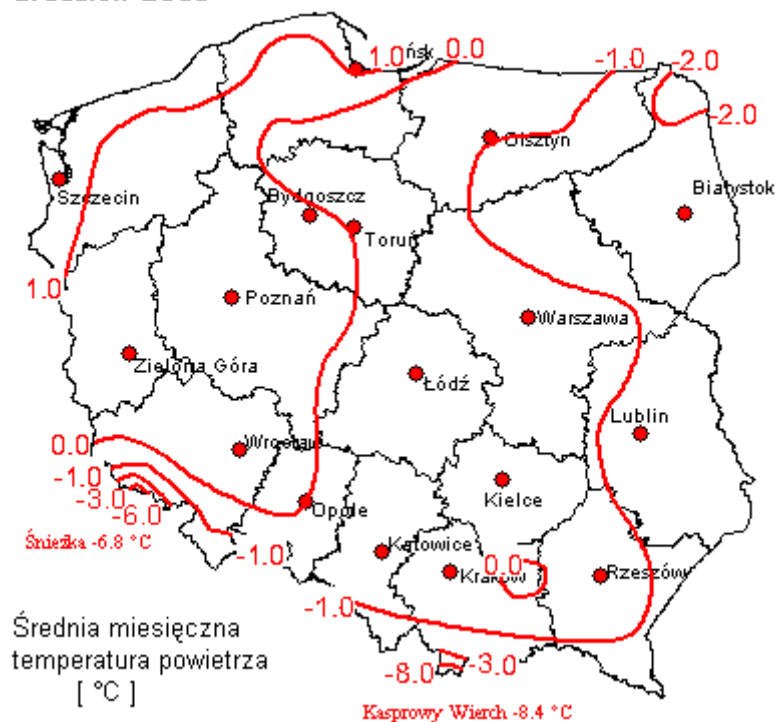 1.0
ńsk
0.0
-1.0
-2.0
-2.0
Olsztyn
Szczecin
Bydgoszcz
Białystok
Toruń
1.0
Poznań
Warszawa
Zielona Góra
Łódź
Lublin
0.0
Wrocław
-1.0
-3.0
-6.0
Kielce
Opole
Śnieżka -6.8 °C
-1.0
Katowice
0.0
Kraków
Rzeszów
-1.0
Średnia miesięczna
temperatura powietrza
[ °C ]
-8.0
-3.0
Kasprowy Wierch -8.4 °C